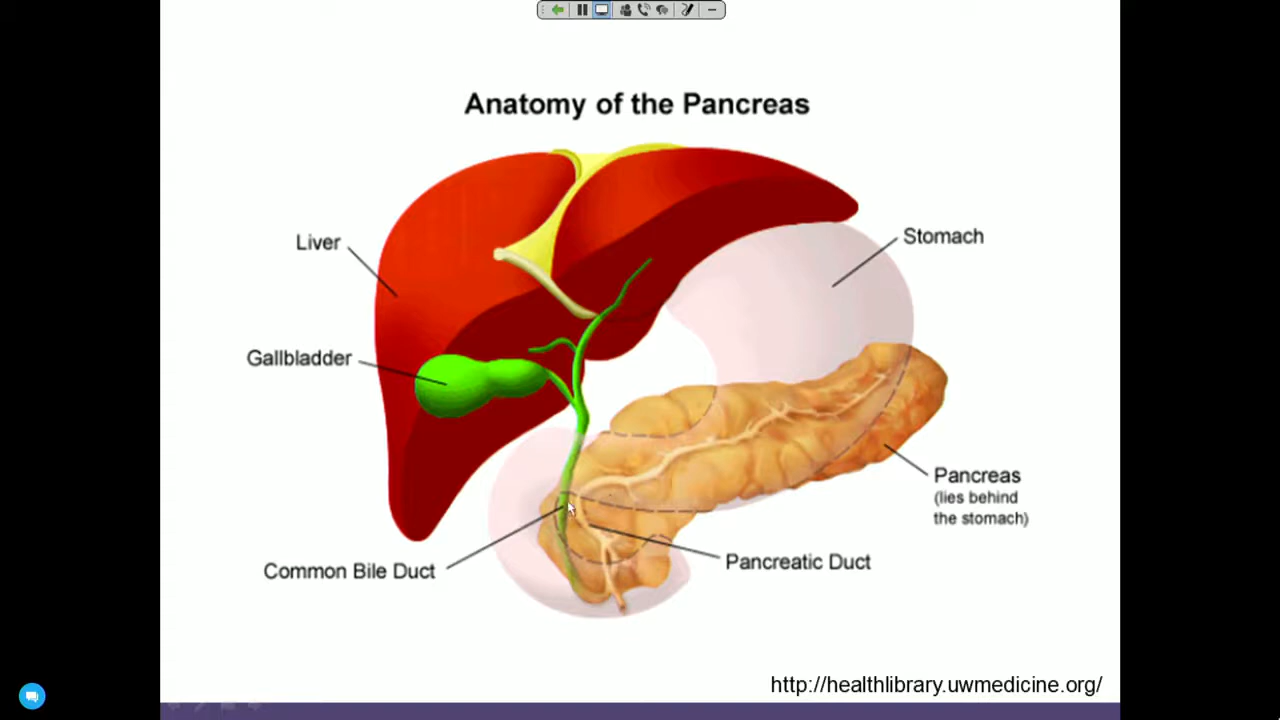 Anatomy of the Pancreas
Liver
Stomach
Gallbladder
Pancreas
(lies behind
the stomach)
Pancreatic Duct
Common Bile Duct
http://healthlibrary.uwmedicine.org/